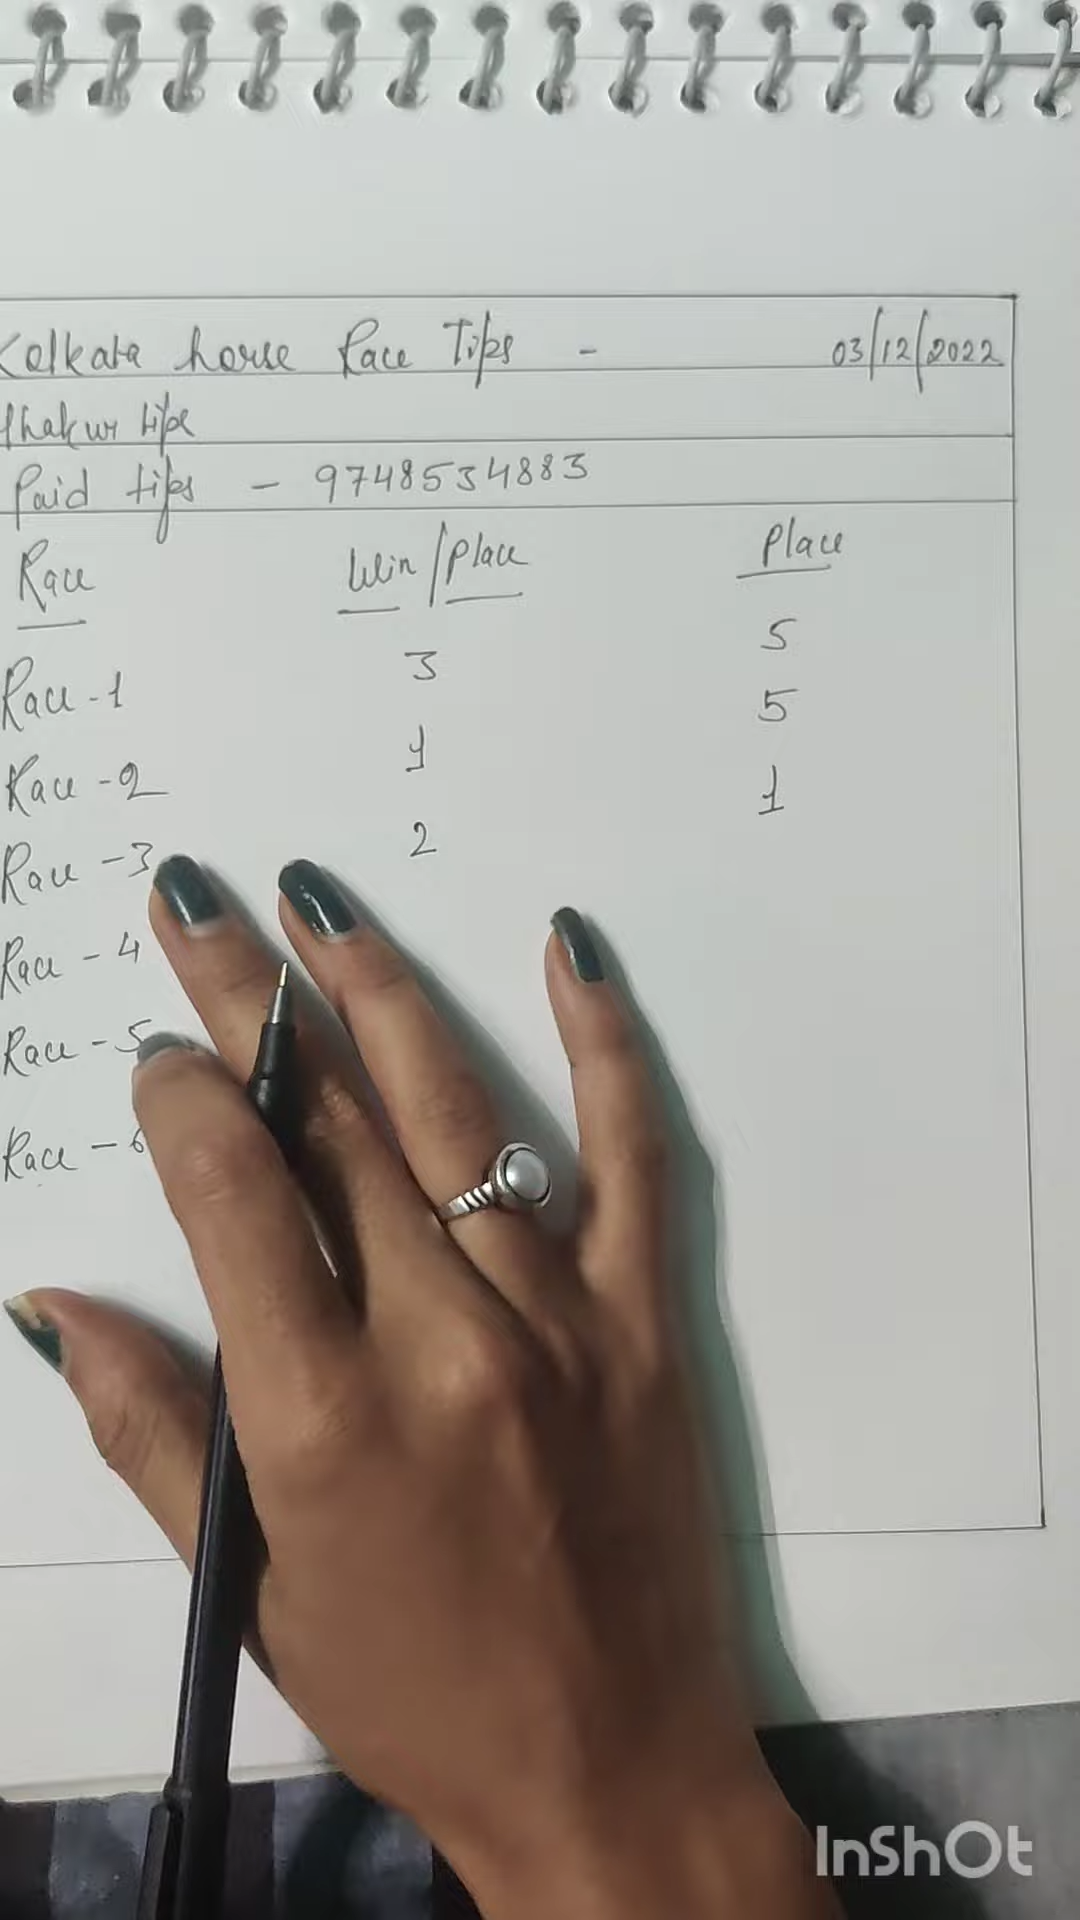 Kolkata horse Race Tips - 03/12/2022
Thakur tips
Paid tips - 9748534883
Race Win/Place Place
Race-1 3 5
Race-2 1 5
Race-3 2 1
Race-4
Race-5
Race-6
InShOt